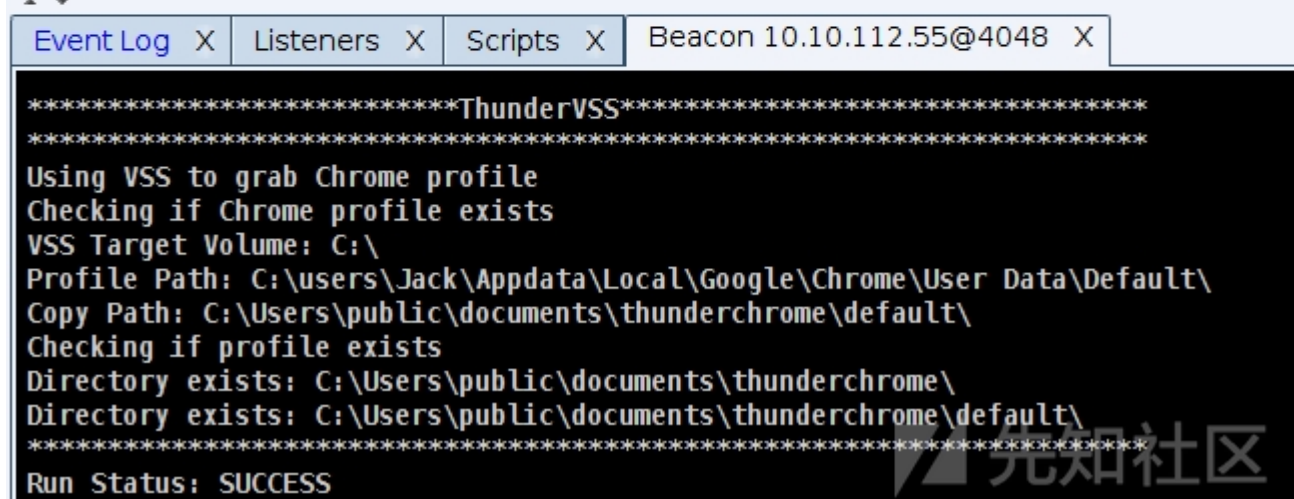 Event Log X Listeners X Scripts X Beacon 10.10.112.55@4048 X
***************************ThunderVSS*******************************
**********************************************************************
Using VSS to grab Chrome profile
Checking if Chrome profile exists
VSS Target Volume: C:\
Profile Path: C:\users\Jack\Appdata\Local\Google\Chrome\User Data\Default\
Copy Path: C:\Users\public\documents\thunderchrome\default\
Checking if profile exists
Directory exists: C:\Users\public\documents\thunderchrome\
Directory exists: C:\Users\public\documents\thunderchrome\default\
**********************************************************************
Run Status: SUCCESS
先知社区